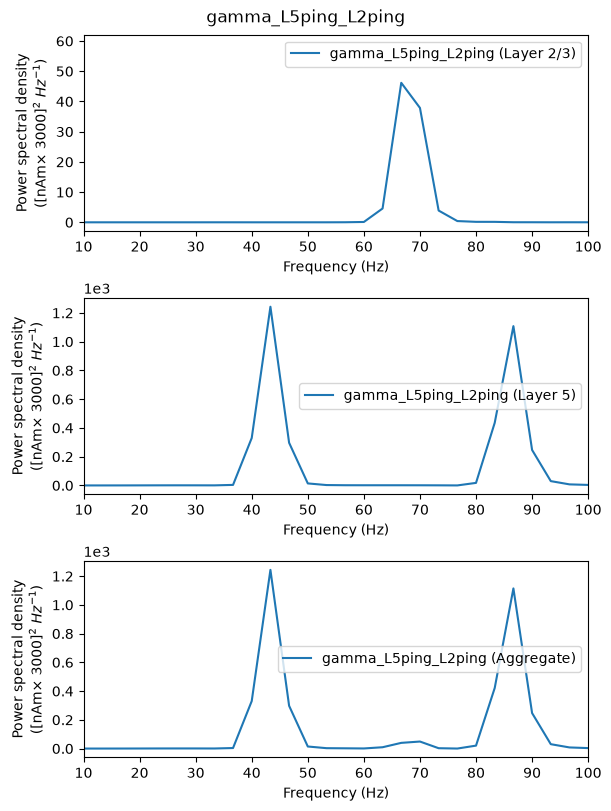 gamma_L5ping_L2ping
60
50
40
30
20
10
0
Power spectral density
([nAm× 3000]² Hz⁻¹)
gamma_L5ping_L2ping (Layer 2/3)
10 20 30 40 50 60 70 80 90 100
Frequency (Hz)
1e3
1.2
1.0
0.8
0.6
0.4
0.2
0.0
Power spectral density
([nAm× 3000]² Hz⁻¹)
gamma_L5ping_L2ping (Layer 5)
10 20 30 40 50 60 70 80 90 100
Frequency (Hz)
1e3
1.2
1.0
0.8
0.6
0.4
0.2
0.0
Power spectral density
([nAm× 3000]² Hz⁻¹)
gamma_L5ping_L2ping (Aggregate)
10 20 30 40 50 60 70 80 90 100
Frequency (Hz)